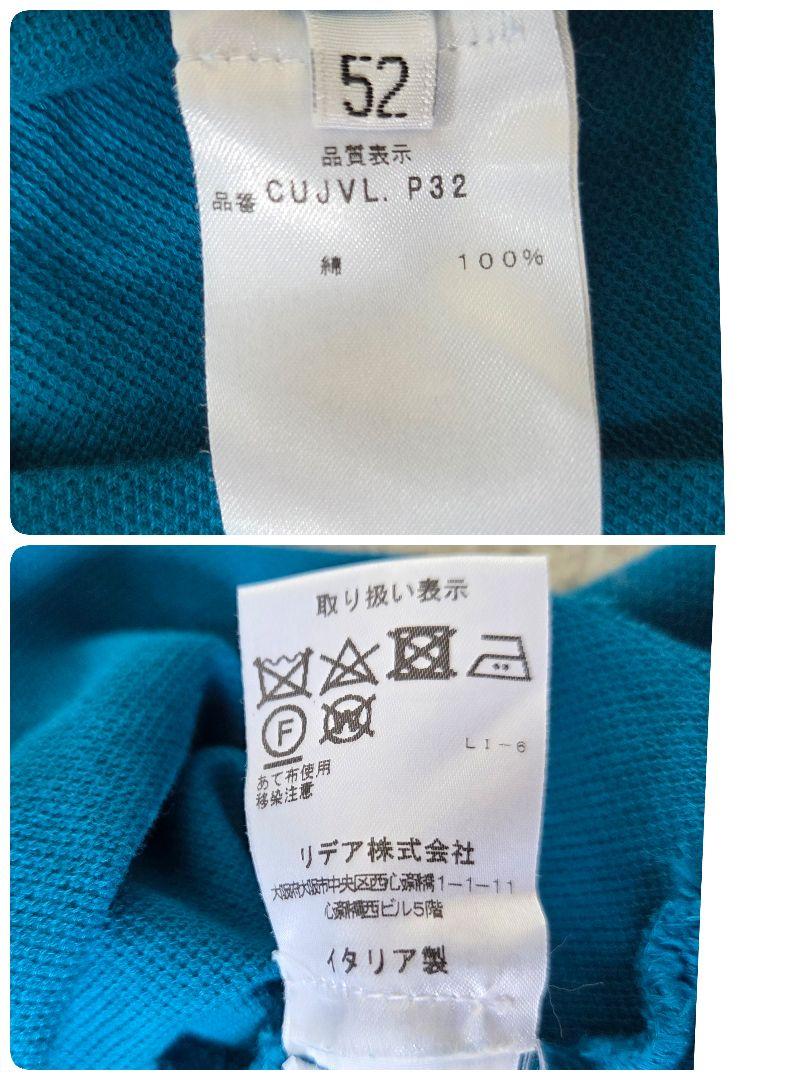 52
品質表示
品番 CUJVL. P32
綿 100%
取り扱い表示
F W
LI-6
あて布使用
移染注意
リデア株式会社
大阪府大阪市中央区西心斎橋1-1-11
心斎橋西ビル5階
イタリア製